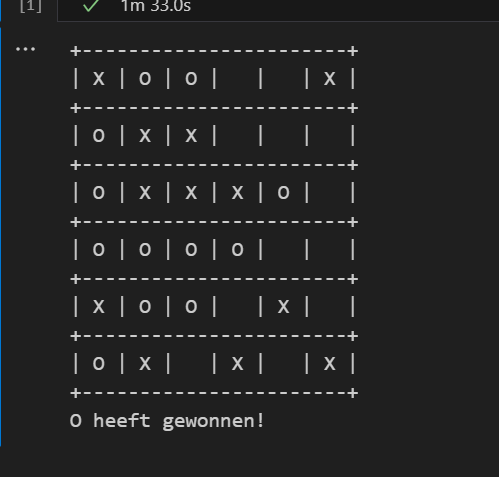 [1] ✓ 1m 33.0s
...
+-----------------------+
| X | O | O |   |   | X |
+-----------------------+
| O | X | X |   |   |   |
+-----------------------+
| O | X | X | X | O |   |
+-----------------------+
| O | O | O | O |   |   |
+-----------------------+
| X | O | O |   | X |   |
+-----------------------+
| O | X |   | X |   | X |
+-----------------------+
O heeft gewonnen!